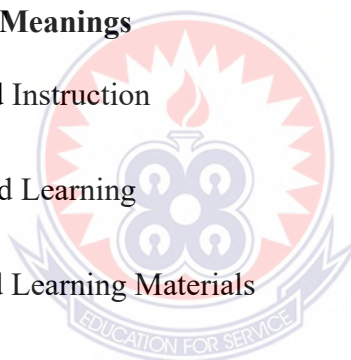 Meanings
d Instruction
d Learning
d Learning Materials
EDUCATION FOR SERVICE